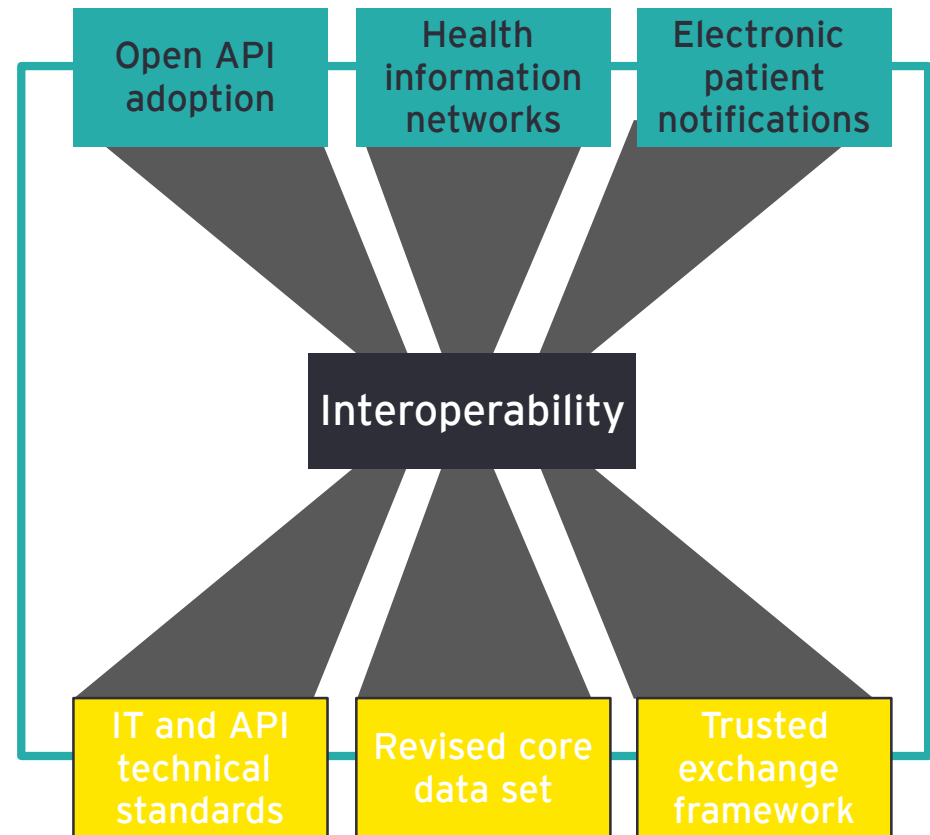 Open API
adoption
Health
information
networks
Electronic
patient
notifications
Interoperability
IT and API
technical
standards
Revised core
data set
Trusted
exchange
framework